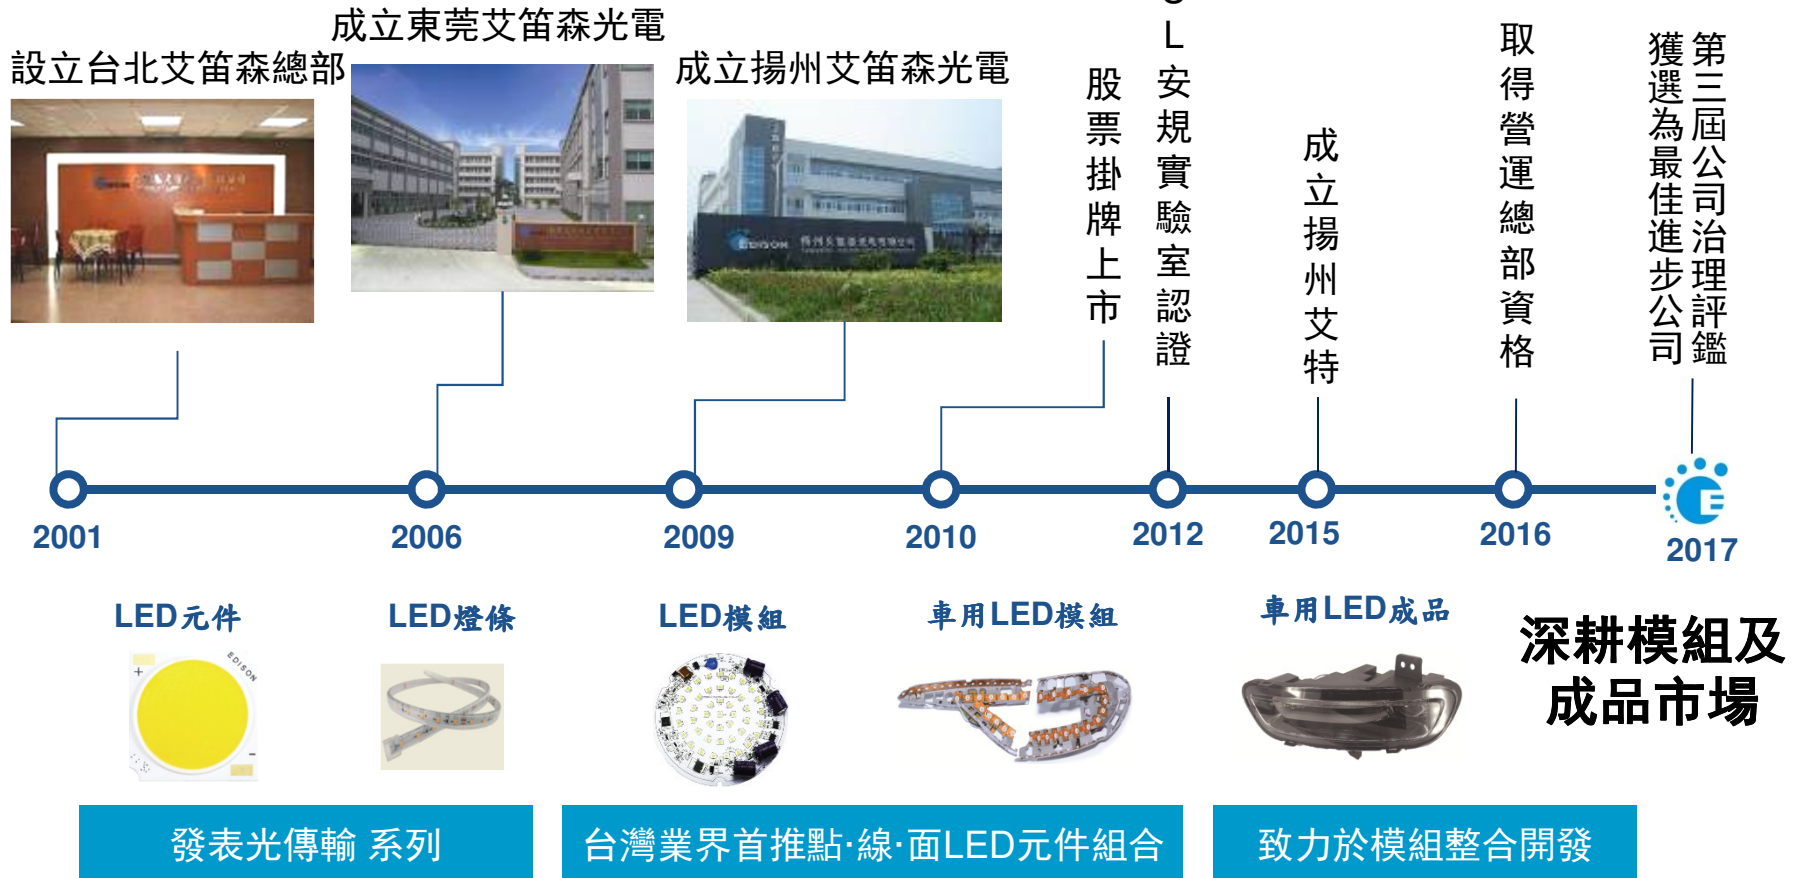 設立台北艾笛森總部
成立東莞艾笛森光電
成立揚州艾笛森光電
股票掛牌上市
L安規實驗室認證
成立揚州艾特
取得營運總部資格
第三屆公司治理評鑑
獲選為最佳進步公司
EDISON
2001
2006
2009
2010
2012
2015
2016
2017
LED元件
LED燈條
LED模組
車用LED模組
車用LED成品
深耕模組及
成品市場
EDISON
發表光傳輸 系列
台灣業界首推點·線·面LED元件組合
致力於模組整合開發